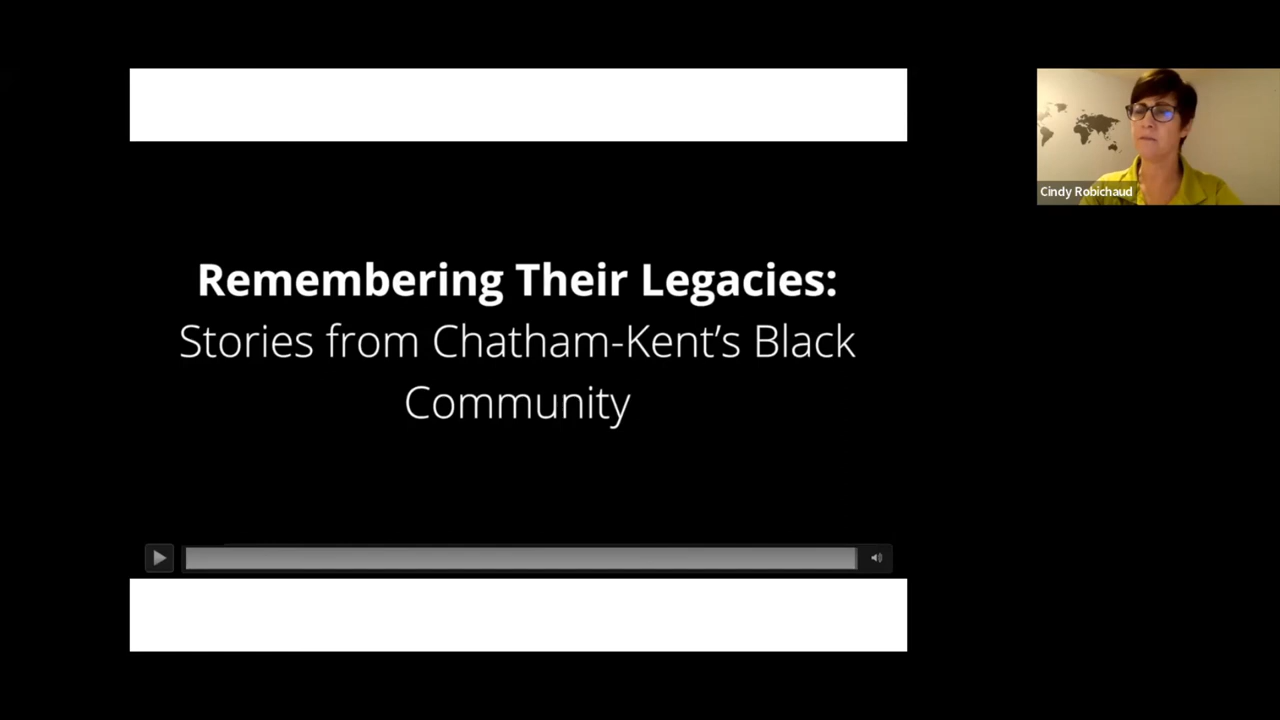 Remembering Their Legacies:
Stories from Chatham-Kent’s Black
Community
Cindy Robichaud